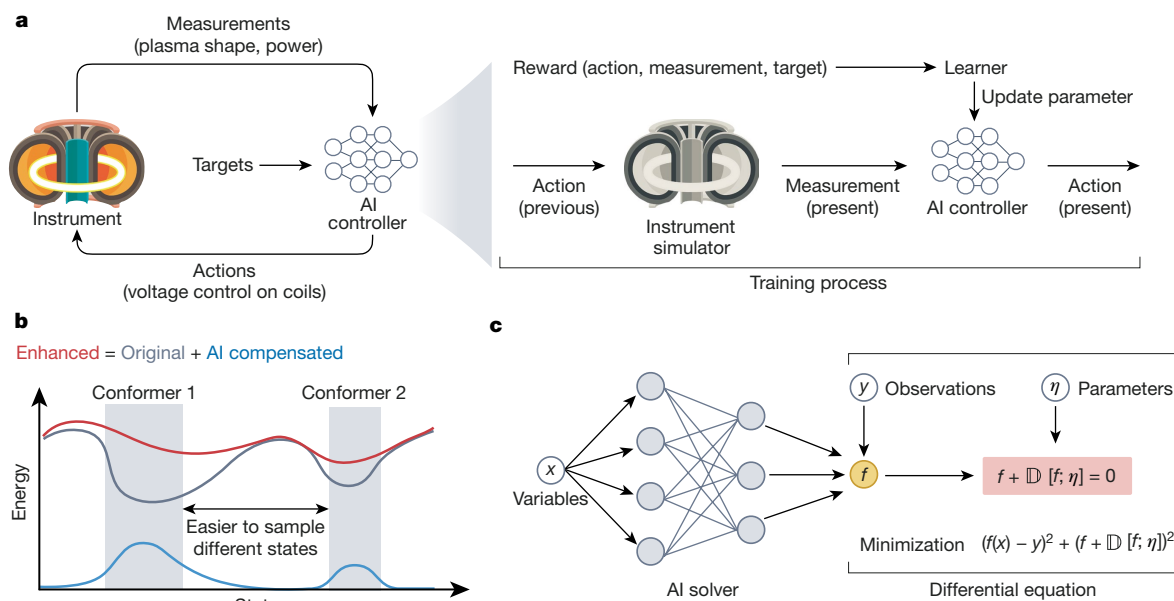 a
Measurements
(plasma shape, power)
Targets
Instrument
AI
controller
Actions
(voltage control on coils)
Reward (action, measurement, target)
Learner
Update parameter
Action
(previous)
Instrument
simulator
Measurement
(present)
AI controller
Action
(present)
Training process
b
Enhanced = Original + AI compensated
Conformer 1
Conformer 2
Energy
Easier to sample
different states
c
x
Variables
AI solver
y Observations
η Parameters
f
f + 𝔻 [f; η] = 0
Minimization (f(x) – y)² + (f + 𝔻 [f; η])²
Differential equation